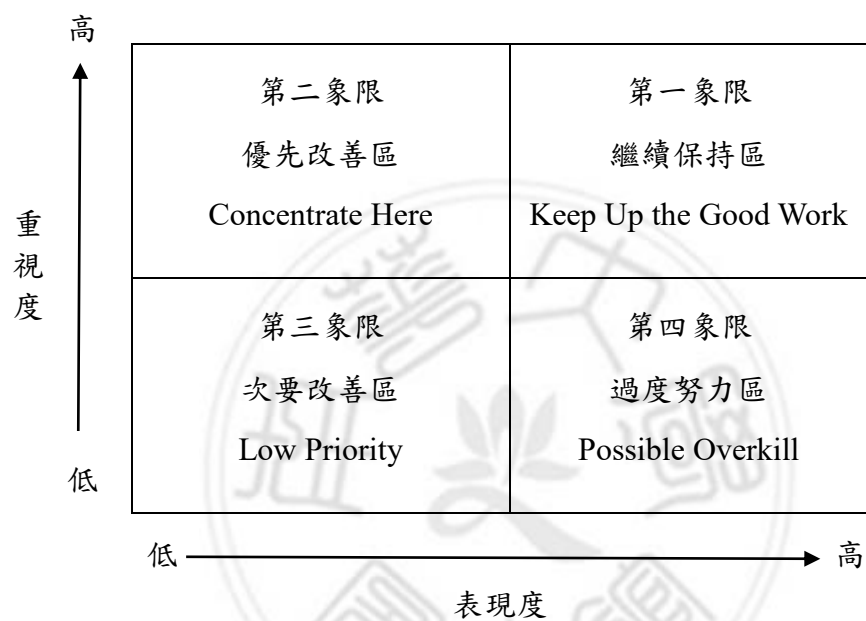 高
第二象限
優先改善區
Concentrate Here
第一象限
繼續保持區
Keep Up the Good Work
重
視
度
第三象限
次要改善區
Low Priority
第四象限
過度努力區
Possible Overkill
低
低
高
表現度